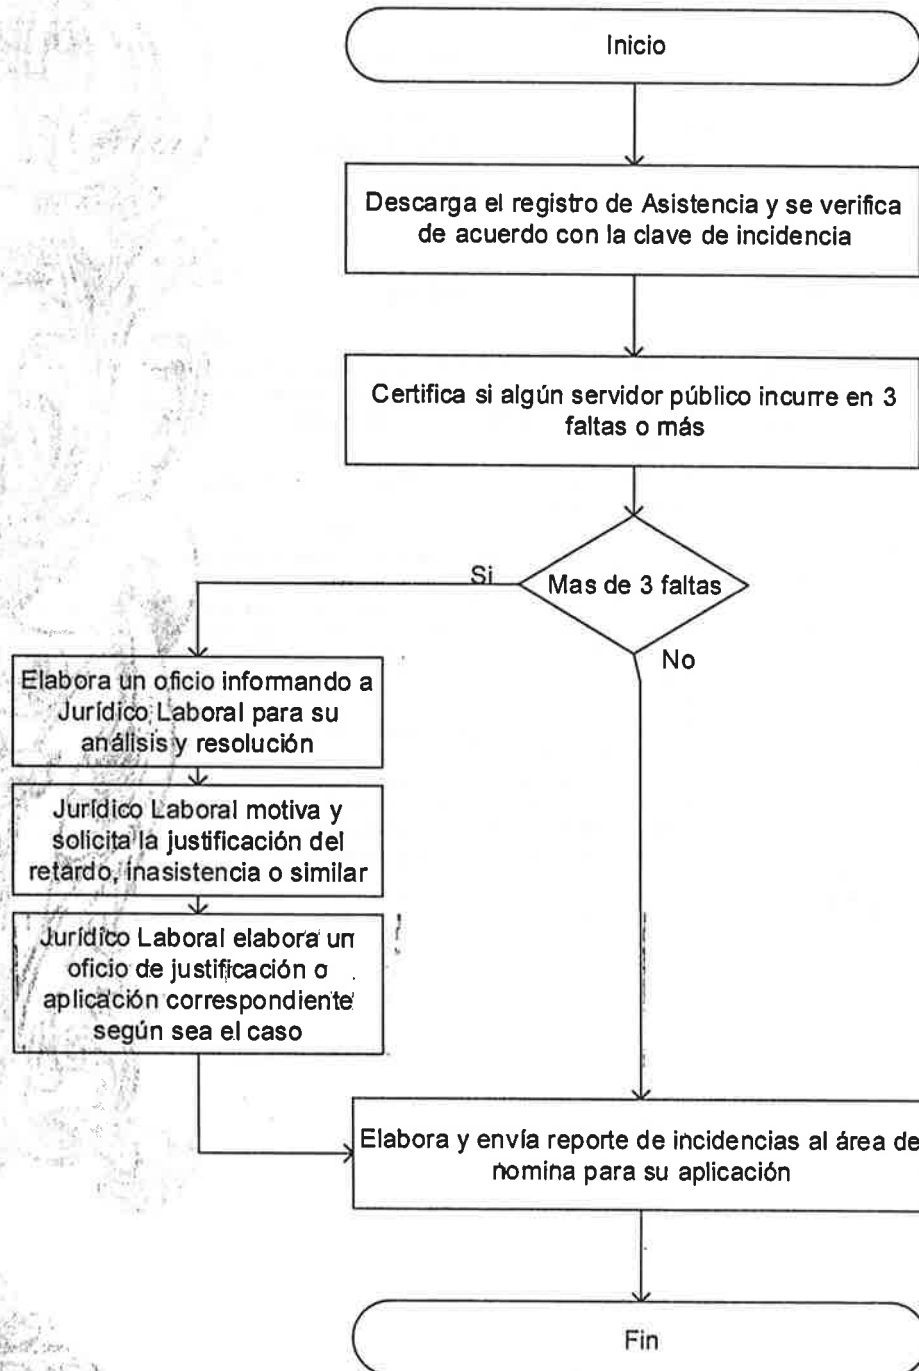 Inicio
Descarga el registro de Asistencia y se verifica
de acuerdo con la clave de incidencia
Certifica si algún servidor público incurre en 3
faltas o más
Mas de 3 faltas
Si
No
Elabora un oficio informando a
Jurídico Laboral para su
análisis y resolución
Jurídico Laboral motiva y
solicita la justificación del
retardo, inasistencia o similar
Jurídico Laboral elabora un
oficio de justificación o
aplicación correspondiente
según sea el caso
Elabora y envía reporte de incidencias al área de
nomina para su aplicación
Fin